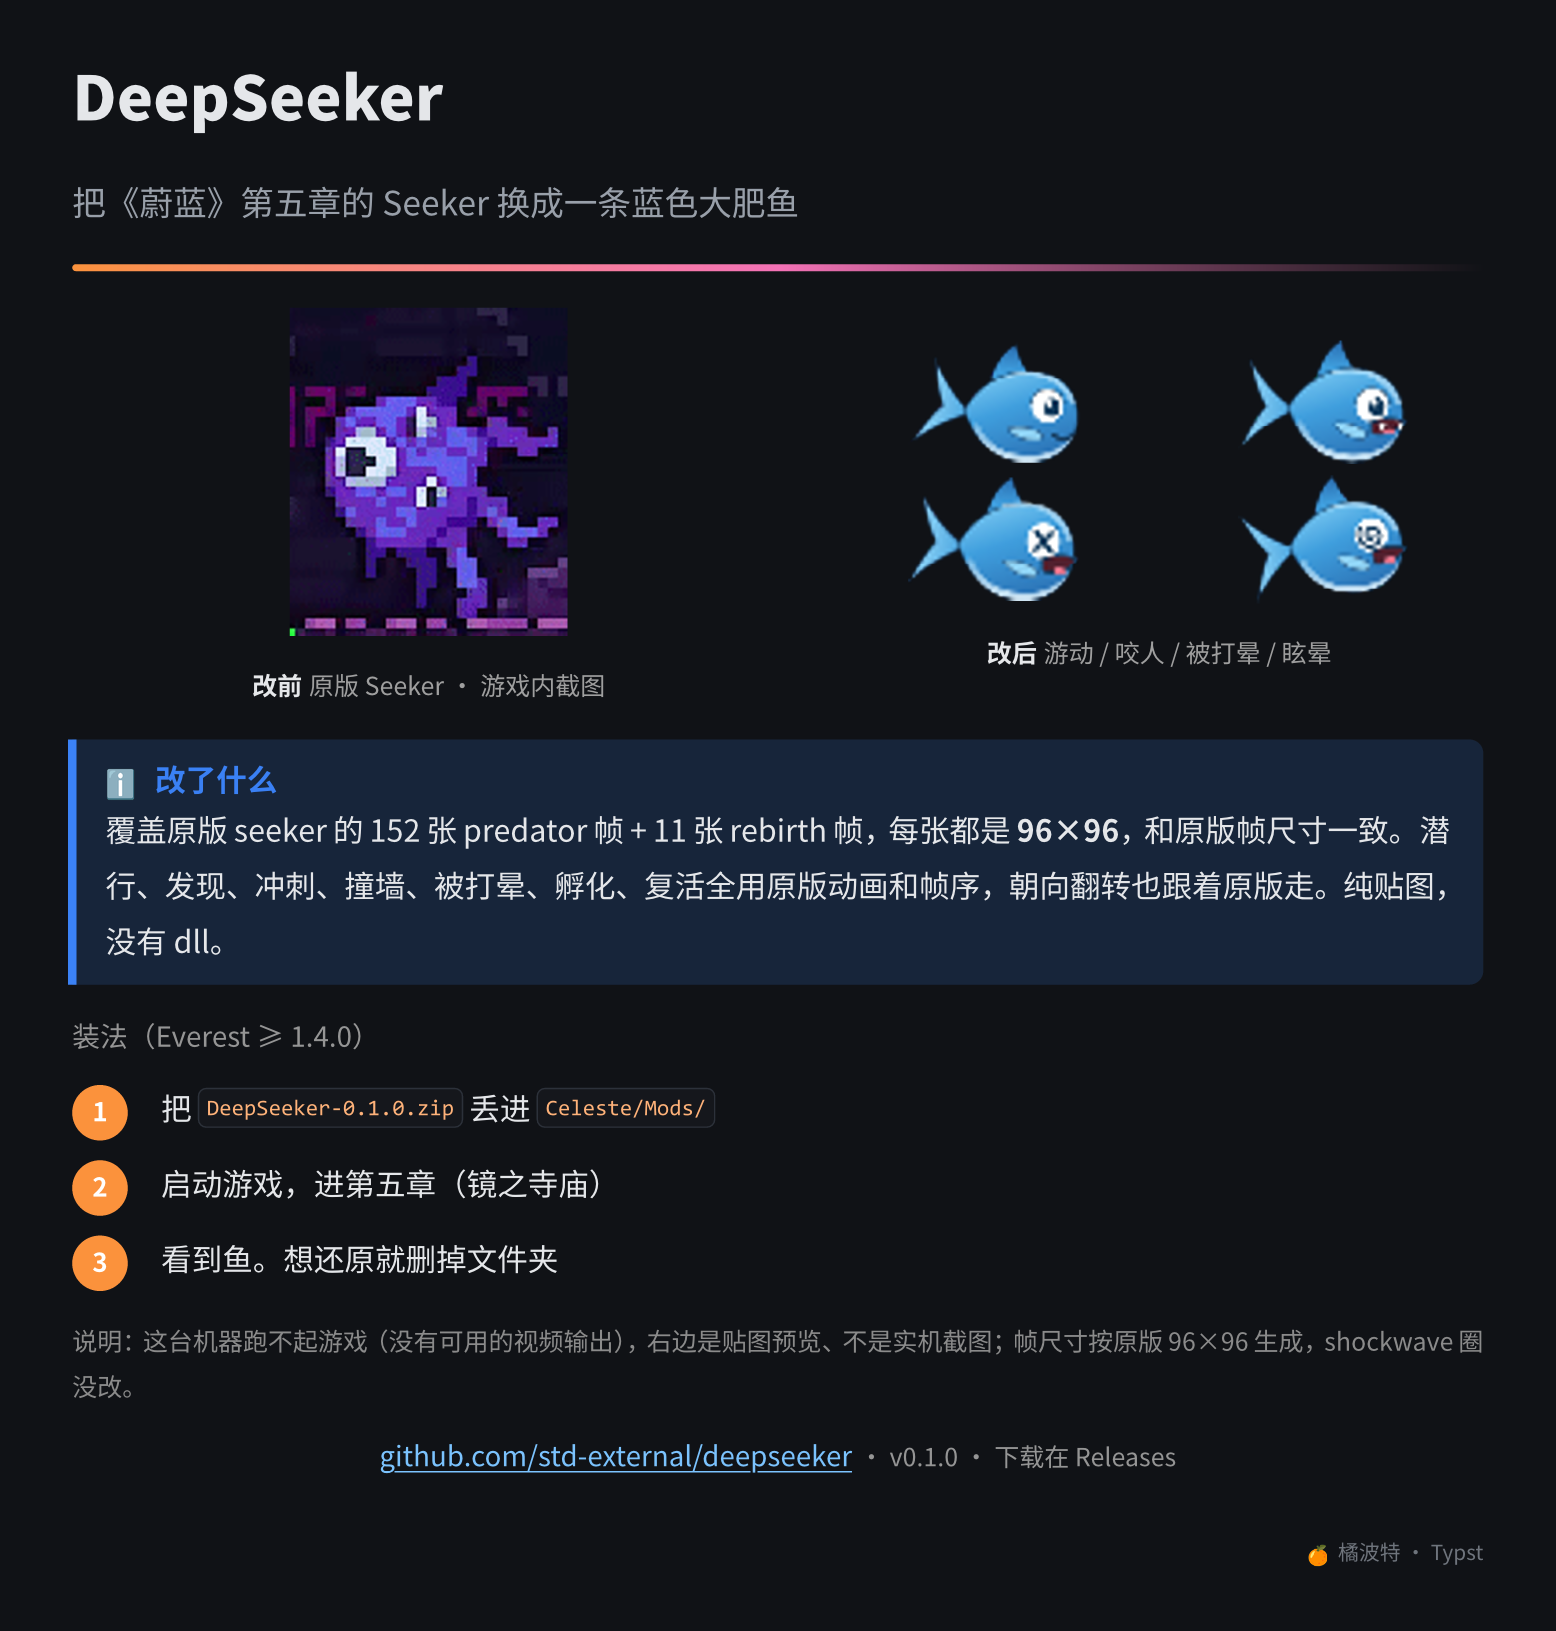 DeepSeeker
把《蔚蓝》第五章的 Seeker 换成一条蓝色大肥鱼
改前 原版 Seeker · 游戏内截图
改后 游动 / 咬人 / 被打晕 / 眩晕
ℹ️ 改了什么
覆盖原版 seeker 的 152 张 predator 帧 + 11 张 rebirth 帧，每张都是 96×96，和原版帧尺寸一致。潜
行、发现、冲刺、撞墙、被打晕、孵化、复活全用原版动画和帧序，朝向翻转也跟着原版走。纯贴图，
没有 dll。
装法（Everest ≥ 1.4.0）
1 把 DeepSeeker-0.1.0.zip 丢进 Celeste/Mods/
2 启动游戏，进第五章（镜之寺庙）
3 看到鱼。想还原就删掉文件夹
说明：这台机器跑不起游戏（没有可用的视频输出），右边是贴图预览、不是实机截图；帧尺寸按原版 96×96 生成，shockwave 圈
没改。
github.com/std-external/deepseeker · v0.1.0 · 下载在 Releases
🍊 橘波特 · Typst